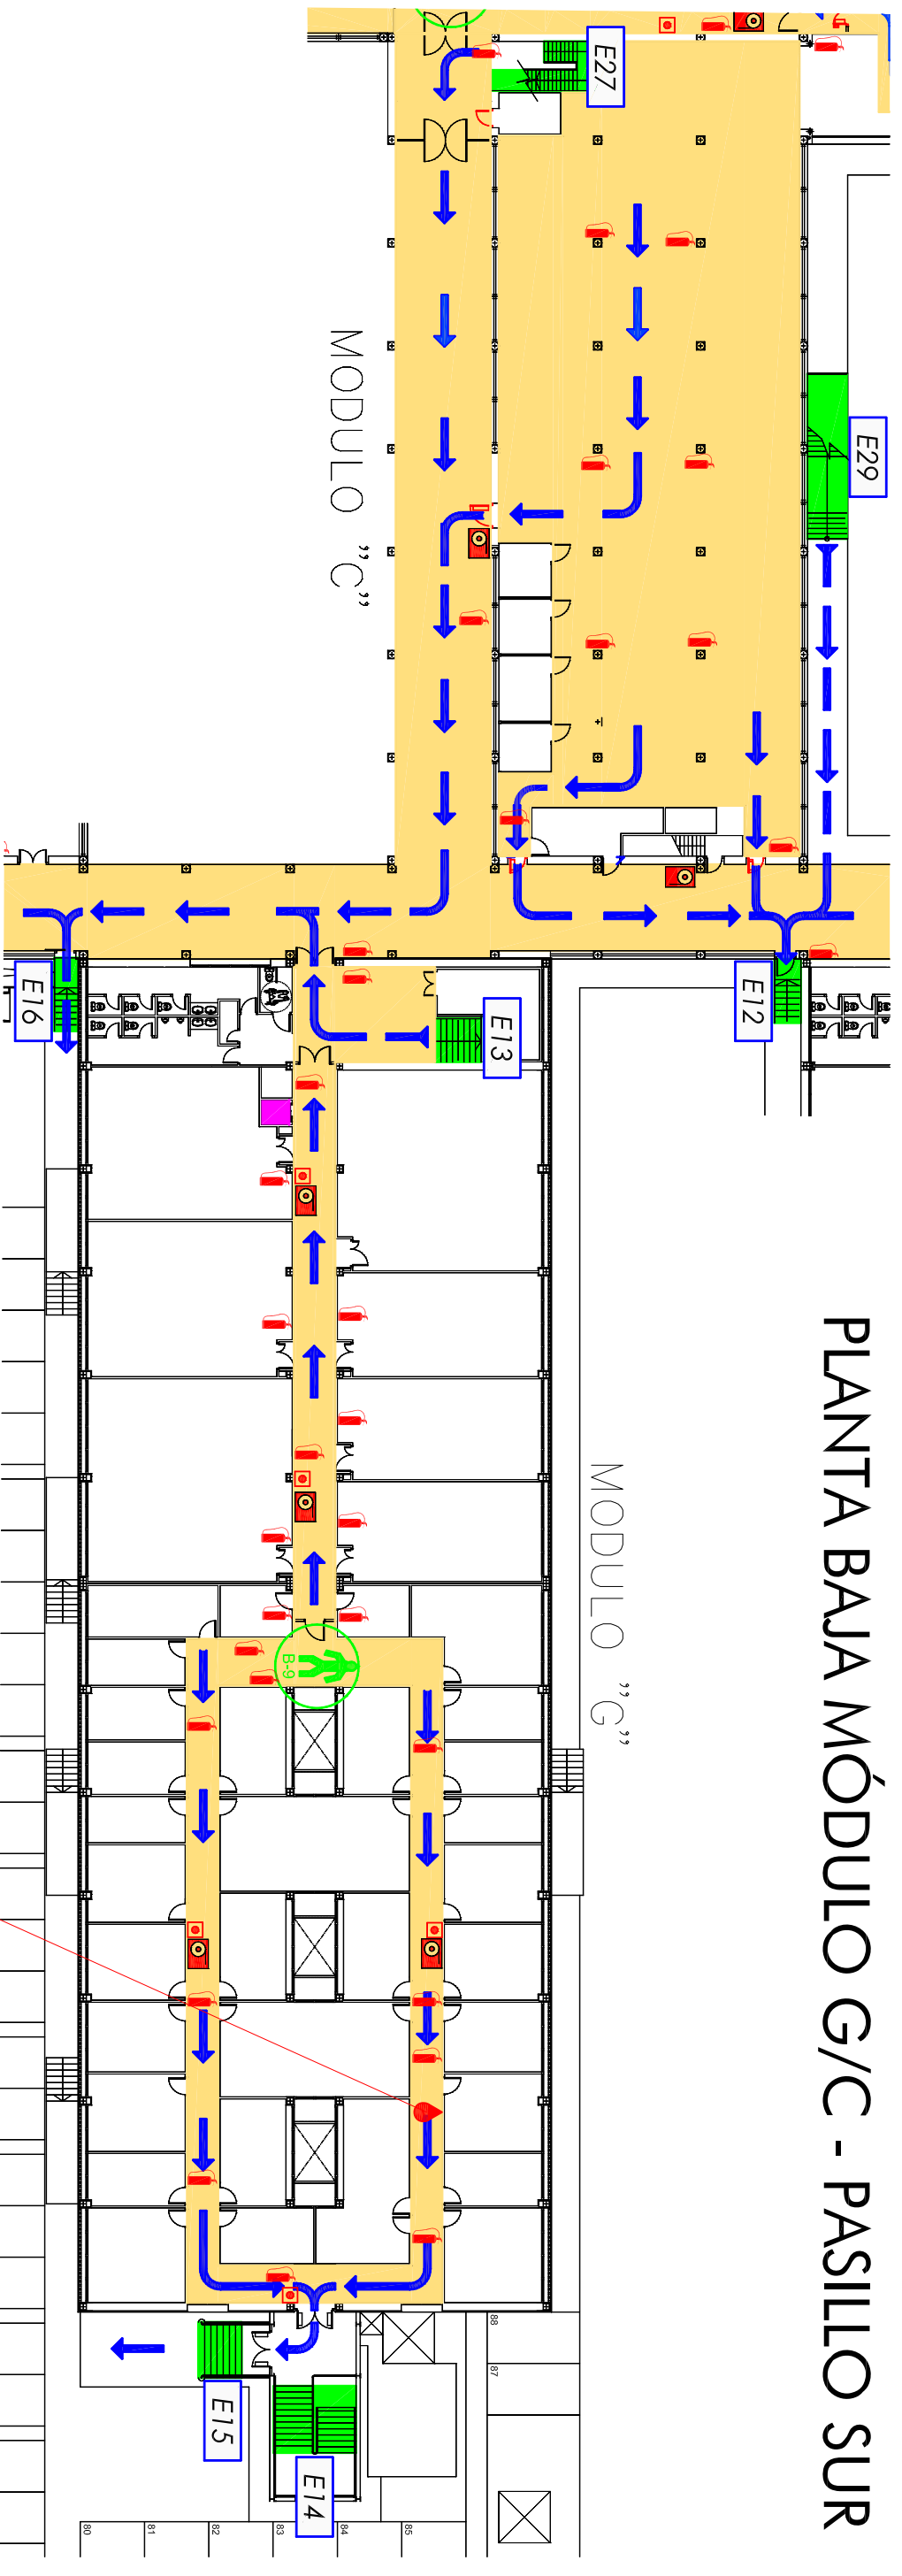 PLANTA BAJA MÓDULO G/C - PASILLO SUR
E27
E29
MODULO "C"
E12
E13
E16
MODULO "G"
B-9
E15
E14
88
87
85
84
83
82
81
80